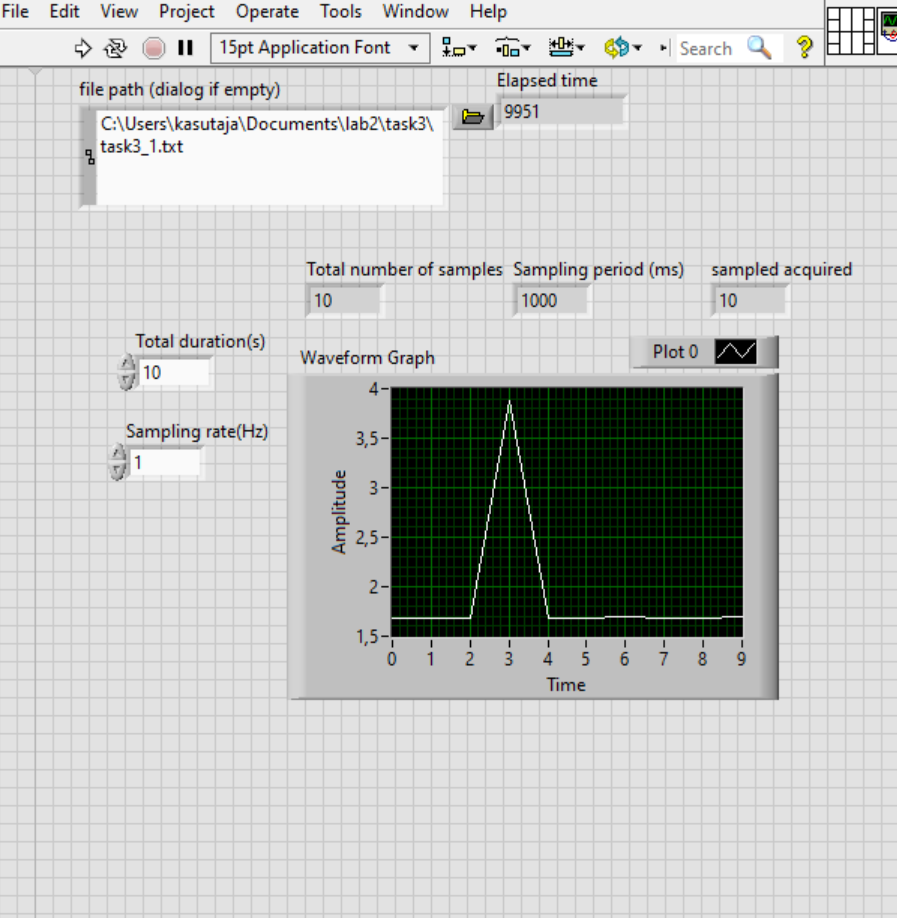 File Edit View Project Operate Tools Window Help
15pt Application Font
Search
?
file path (dialog if empty)
C:\Users\kasutaja\Documents\lab2\task3\
task3_1.txt
Elapsed time
9951
Total number of samples
10
Sampling period (ms)
1000
sampled acquired
10
Total duration(s)
10
Sampling rate(Hz)
1
Waveform Graph
Plot 0
Amplitude
4
3,5
3
2,5
2
1,5
0 1 2 3 4 5 6 7 8 9
Time